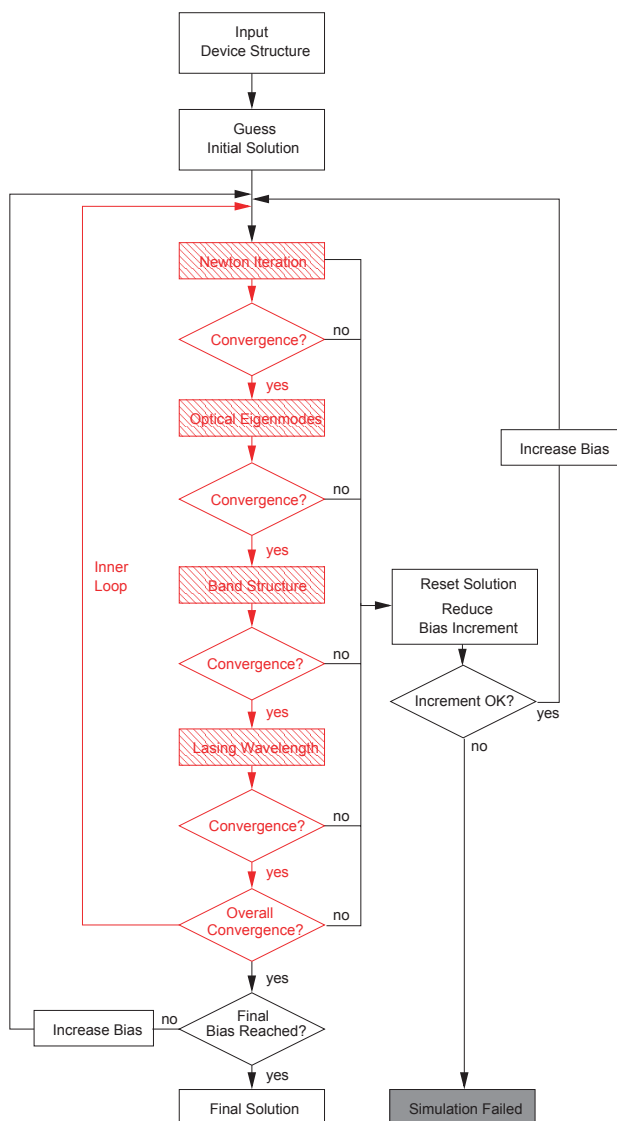 Input
Device Structure
Guess
Initial Solution
Newton Iteration
Convergence?
no
yes
Optical Eigenmodes
Increase Bias
Convergence?
no
yes
Inner
Loop
Band Structure
Reset Solution
Reduce
Bias Increment
Convergence?
no
yes
Increment OK?
yes
no
Lasing Wavelength
Convergence?
no
yes
Overall
Convergence?
no
yes
Final
Bias Reached?
no
Increase Bias
yes
Final Solution
Simulation Failed